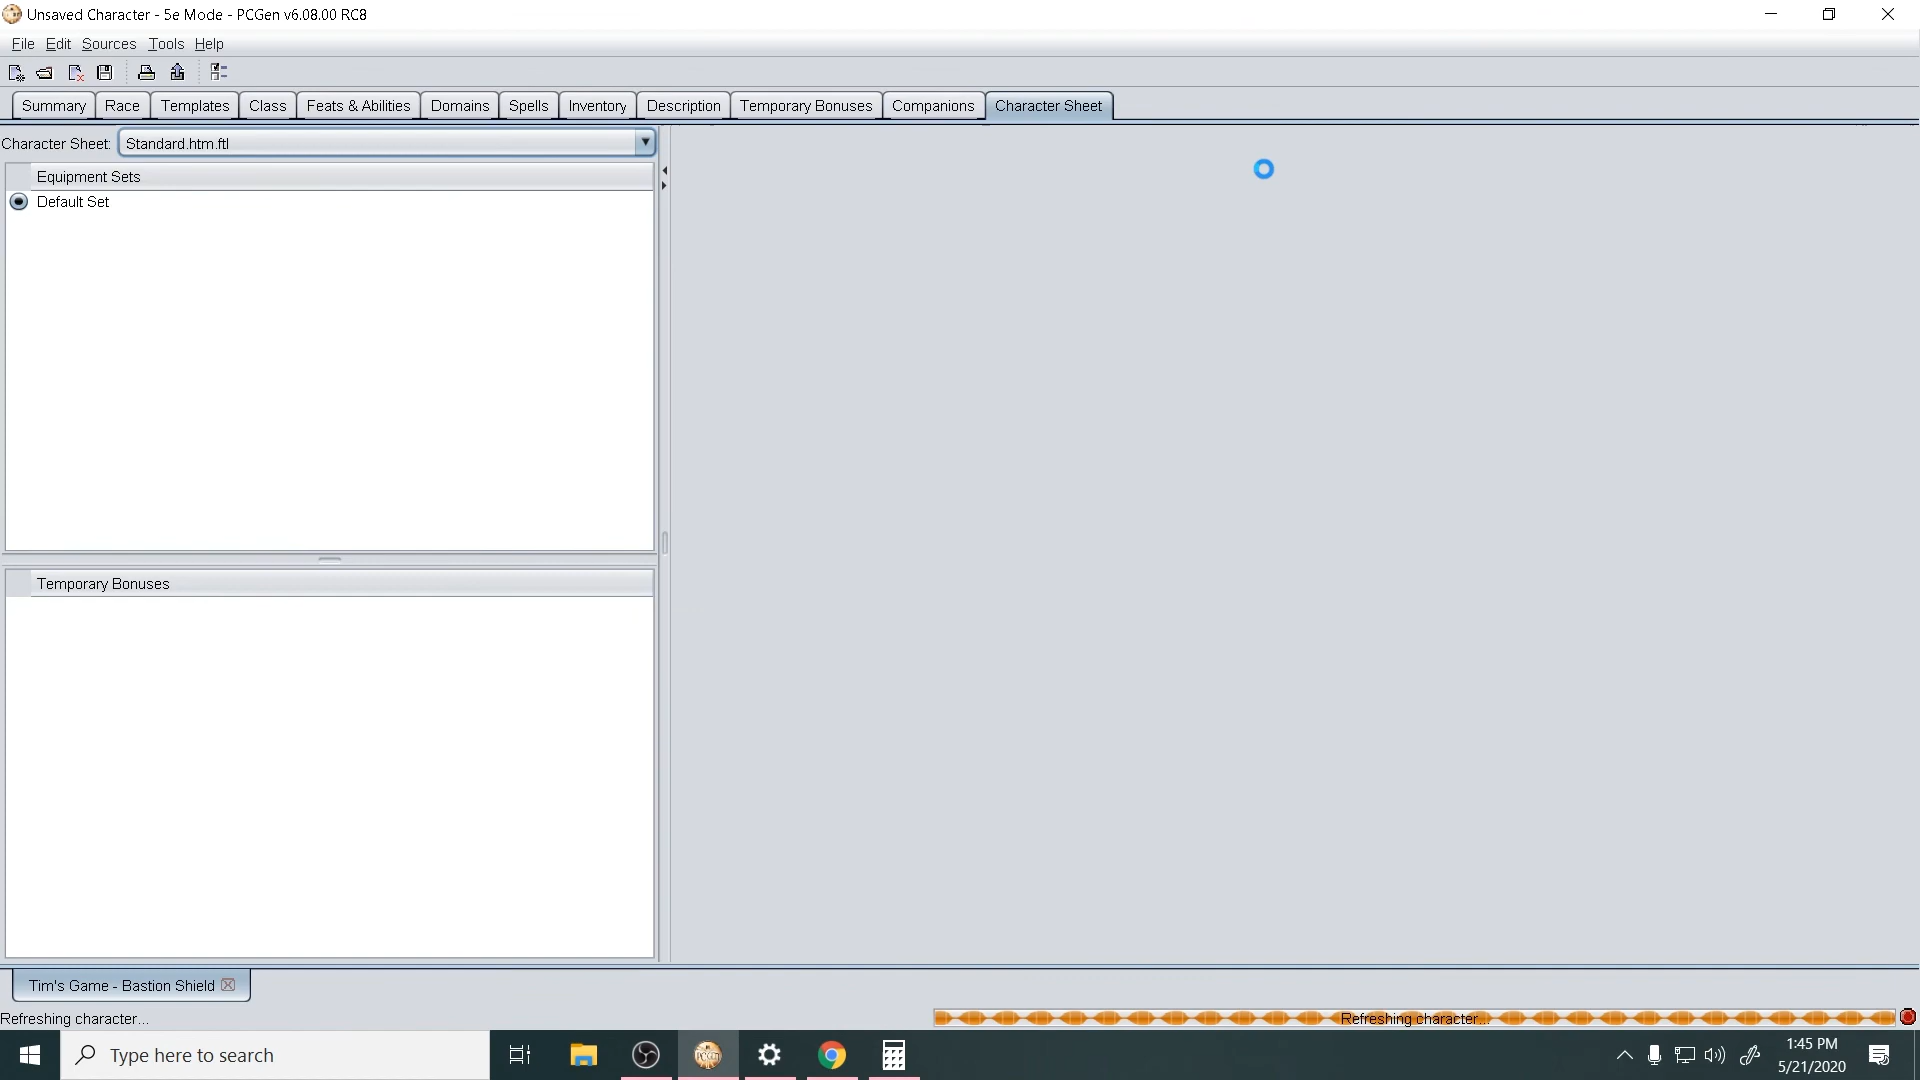 Unsaved Character - 5e Mode - PCGen v6.08.00 RC8
File Edit Sources Tools Help
Summary Race Templates Class Feats & Abilities Domains Spells Inventory Description Temporary Bonuses Companions Character Sheet
Character Sheet: Standard.htm.ftl
Equipment Sets
Default Set
Temporary Bonuses
Tim's Game - Bastion Shield
Refreshing character... Refreshing character...
Type here to search
PCGen
1:45 PM
5/21/2020